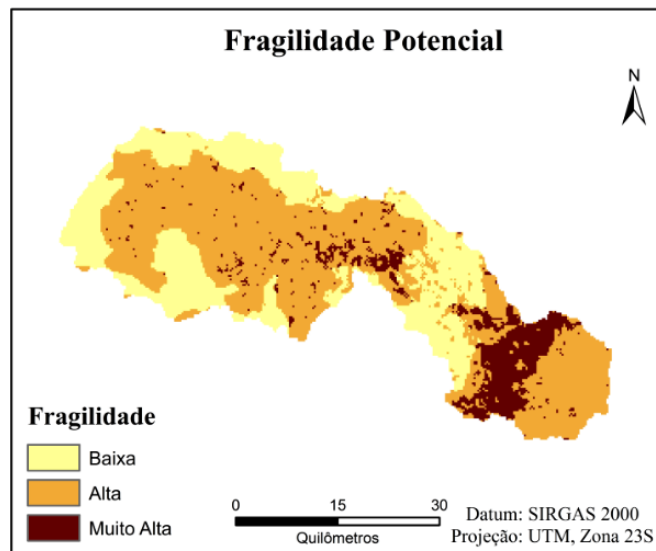 Fragilidade Potencial
N
Fragilidade
Baixa
Alta
Muito Alta
0 15 30
Quilômetros
Datum: SIRGAS 2000
Projeção: UTM, Zona 23S